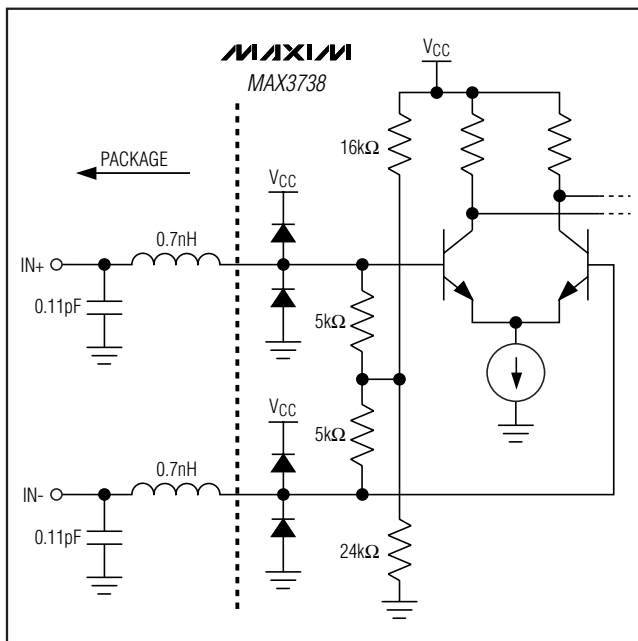 MAXIM
MAX3738
VCC
16kΩ
PACKAGE
VCC
0.7nH
IN+
0.11pF
5kΩ
VCC
5kΩ
0.7nH
IN-
0.11pF
24kΩ